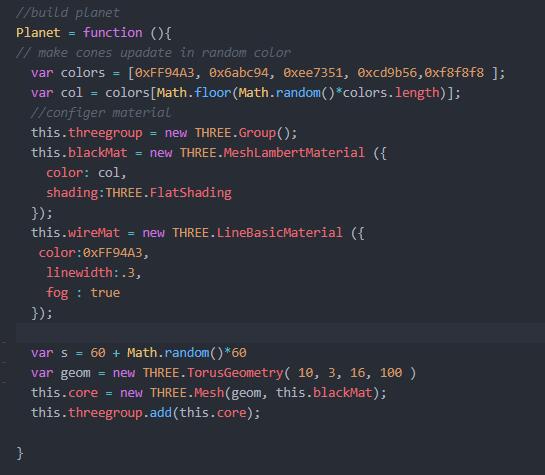 //build planet
Planet = function (){
// make cones upadate in random color
var colors = [0xFF94A3, 0x6abc94, 0xee7351, 0xcd9b56,0xf8f8f8 ];
var col = colors[Math.floor(Math.random()*colors.length)];
//configer material
this.threegroup = new THREE.Group();
this.blackMat = new THREE.MeshLambertMaterial ({
color: col,
shading:THREE.FlatShading
});
this.wireMat = new THREE.LineBasicMaterial ({
color:0xFF94A3,
linewidth:.3,
fog : true
});
var s = 60 + Math.random()*60
var geom = new THREE.TorusGeometry( 10, 3, 16, 100 )
this.core = new THREE.Mesh(geom, this.blackMat);
this.threegroup.add(this.core);
}